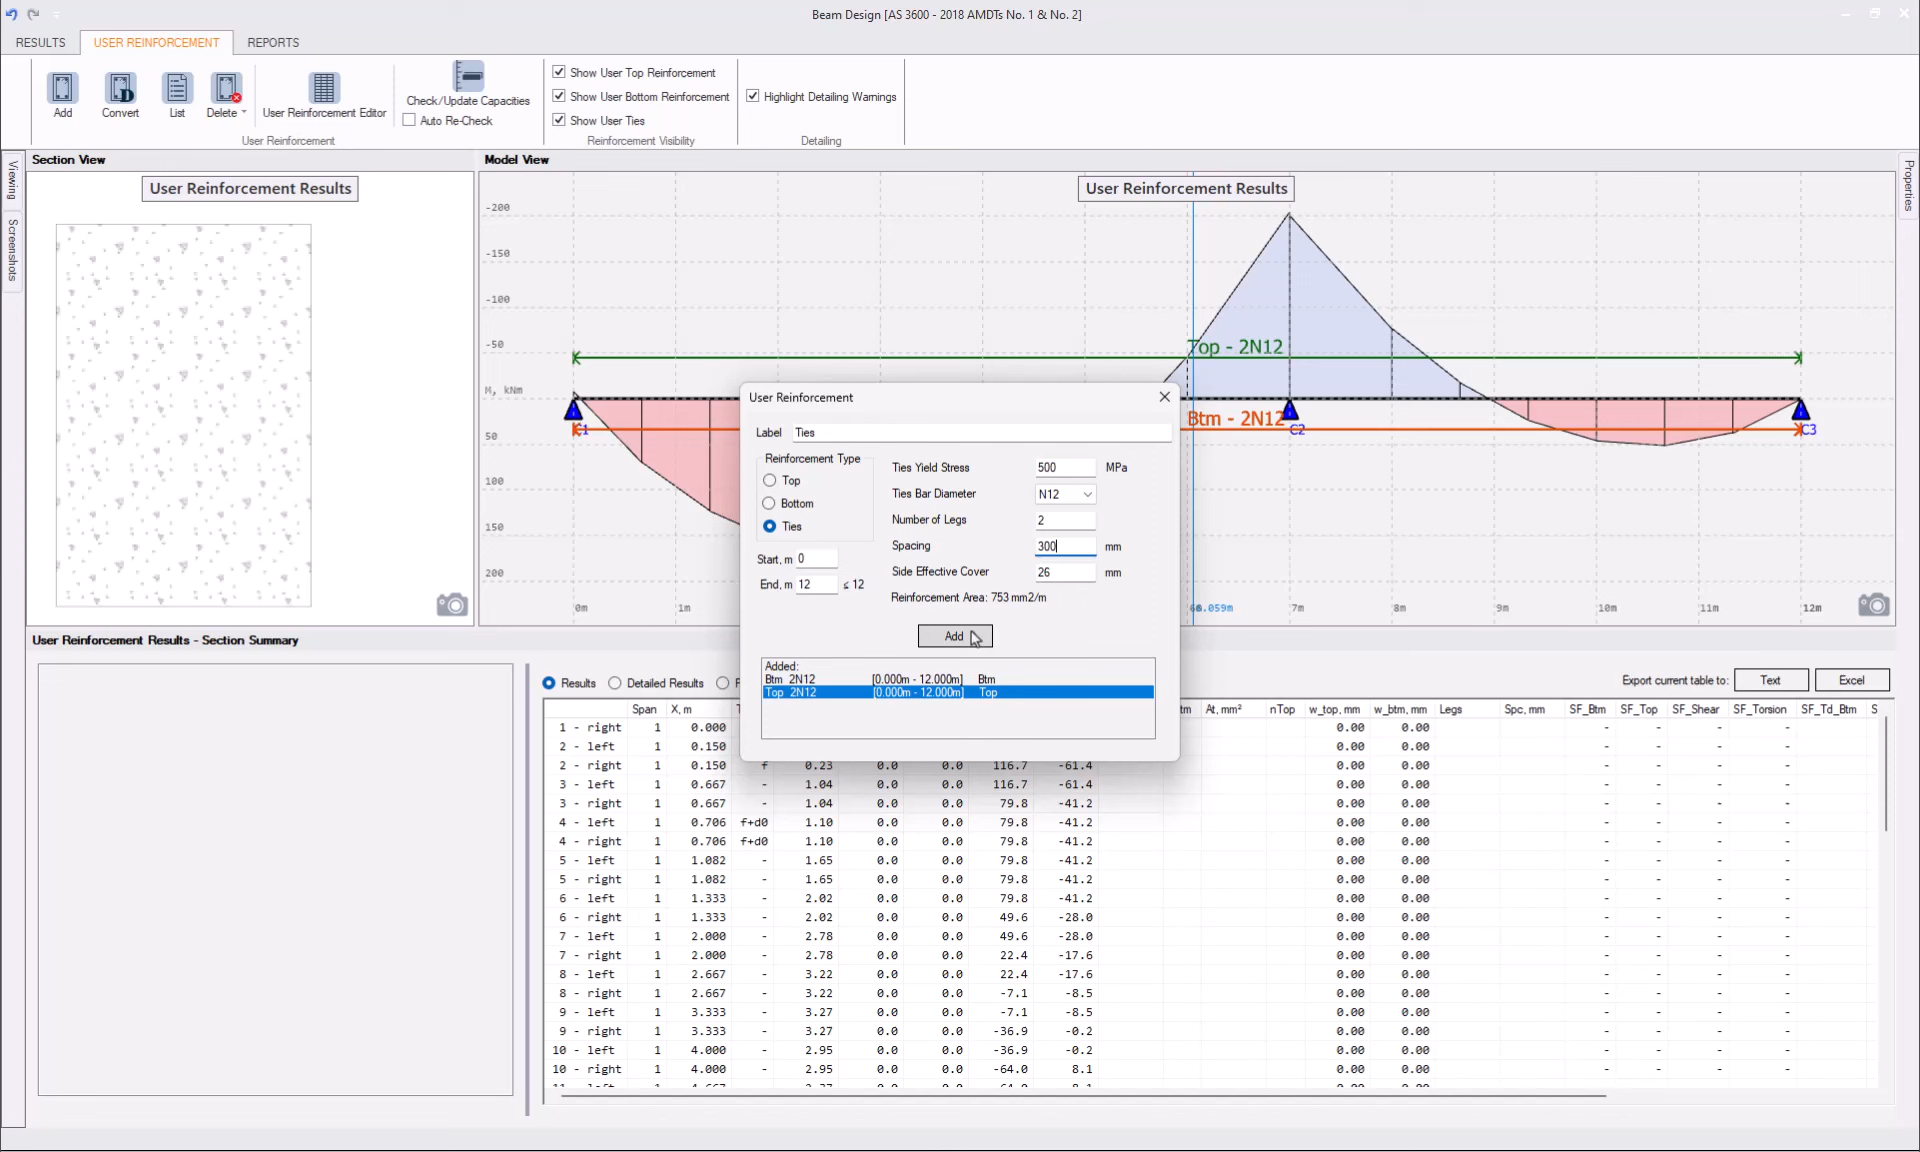 Beam Design [AS 3600 - 2018 AMDTs No. 1 & No. 2]
RESULTS USER REINFORCEMENT REPORTS
Add Convert List Delete User Reinforcement Editor
User Reinforcement
Check/Update Capacities
Auto Re-Check
Show User Top Reinforcement
Show User Bottom Reinforcement
Show User Ties
Reinforcement Visibility
Highlight Detailing Warnings
Detailing
Viewing
Screenshots
Properties
Section View
User Reinforcement Results
Model View
User Reinforcement Results
-200
-150
-100
-50
M, kNm
50
100
150
200
Top - 2N12
Btm - 2N12
C1
C2
C3
0m 1m 7m 8m 9m 10m 11m 12m
User Reinforcement
Label Ties
Reinforcement Type
Top
Bottom
Ties
Start, m 0
End, m 12 ≤ 12
Ties Yield Stress 500 MPa
Ties Bar Diameter N12
Number of Legs 2
Spacing 300 mm
Side Effective Cover 26 mm
Reinforcement Area: 753 mm2/m
Add
Added:
Btm 2N12 [0.000m - 12.000m] Btm
Top 2N12 [0.000m - 12.000m] Top
User Reinforcement Results - Section Summary
Results Detailed Results
Export current table to: Text Excel
Span X, m At, mm² nTop w_top, mm w_btm, mm Legs Spc, mm SF_Btm SF_Top SF_Shear SF_Torsion SF_Td_Btm S
1 - right 1 0.000 0.00 0.00 - - - -
2 - left 1 0.150 0.00 0.00 - - - -
2 - right 1 0.150 f 0.23 0.0 0.0 116.7 -61.4 0.00 0.00 - - - -
3 - left 1 0.667 - 1.04 0.0 0.0 116.7 -61.4 0.00 0.00 - - - -
3 - right 1 0.667 - 1.04 0.0 0.0 79.8 -41.2 0.00 0.00 - - - -
4 - left 1 0.706 f+d0 1.10 0.0 0.0 79.8 -41.2 0.00 0.00 - - - -
4 - right 1 0.706 f+d0 1.10 0.0 0.0 79.8 -41.2 0.00 0.00 - - - -
5 - left 1 1.082 - 1.65 0.0 0.0 79.8 -41.2 0.00 0.00 - - - -
5 - right 1 1.082 - 1.65 0.0 0.0 79.8 -41.2 0.00 0.00 - - - -
6 - left 1 1.333 - 2.02 0.0 0.0 79.8 -41.2 0.00 0.00 - - - -
6 - right 1 1.333 - 2.02 0.0 0.0 49.6 -28.0 0.00 0.00 - - - -
7 - left 1 2.000 - 2.78 0.0 0.0 49.6 -28.0 0.00 0.00 - - - -
7 - right 1 2.000 - 2.78 0.0 0.0 22.4 -17.6 0.00 0.00 - - - -
8 - left 1 2.667 - 3.22 0.0 0.0 22.4 -17.6 0.00 0.00 - - - -
8 - right 1 2.667 - 3.22 0.0 0.0 -7.1 -8.5 0.00 0.00 - - - -
9 - left 1 3.333 - 3.27 0.0 0.0 -7.1 -8.5 0.00 0.00 - - - -
9 - right 1 3.333 - 3.27 0.0 0.0 -36.9 -0.2 0.00 0.00 - - - -
10 - left 1 4.000 - 2.95 0.0 0.0 -36.9 -0.2 0.00 0.00 - - - -
10 - right 1 4.000 - 2.95 0.0 0.0 -64.0 8.1 0.00 0.00 - - - -